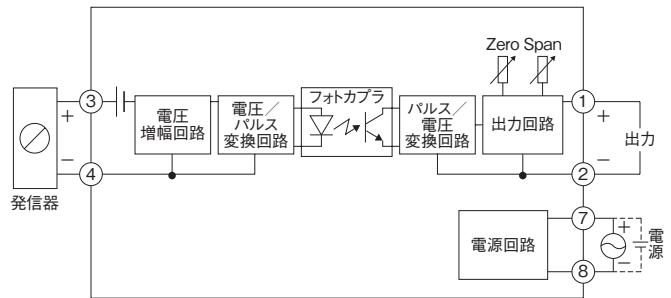 Zero Span
フォトカプラ
③
＋
－
④
発信器
電圧
増幅回路
電圧／
パルス
変換回路
パルス／
電圧
変換回路
出力回路
①
＋
－
②
出力
電源回路
⑦
＋
－
⑧
電源